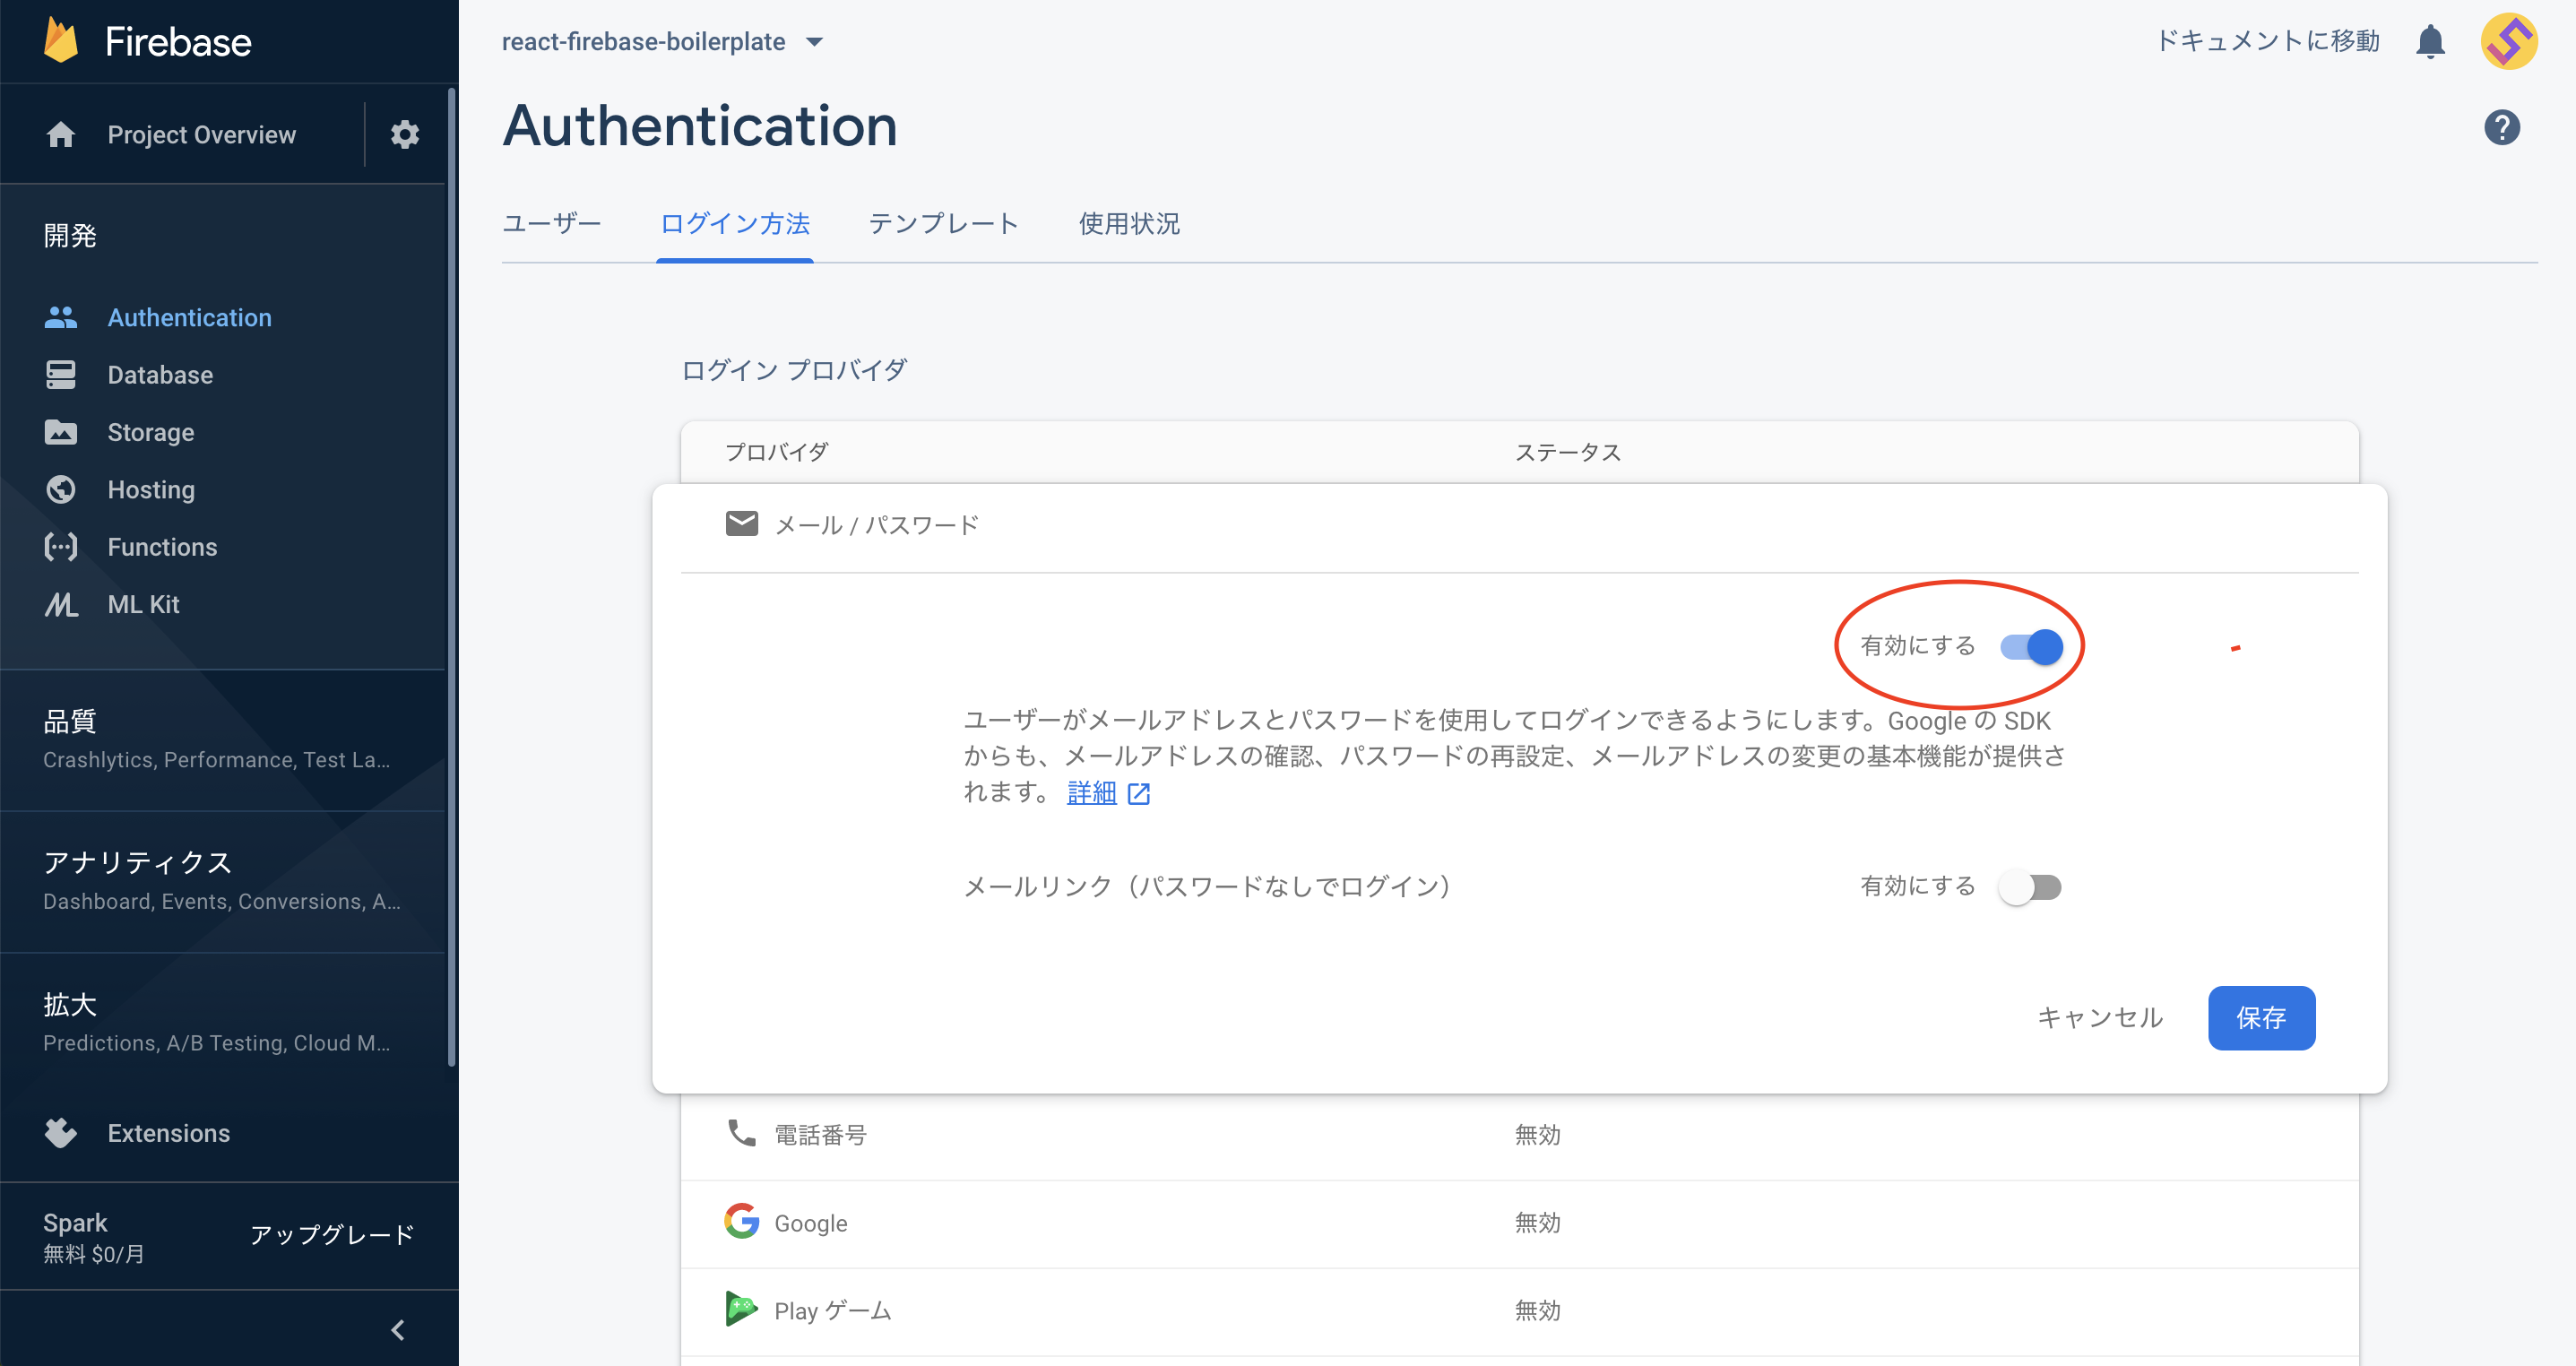 Firebase
Project Overview
開発
Authentication
Database
Storage
Hosting
Functions
ML Kit
品質
Crashlytics, Performance, Test La...
アナリティクス
Dashboard, Events, Conversions, A...
拡大
Predictions, A/B Testing, Cloud M...
Extensions
Spark
無料 $0/月
アップグレード
react-firebase-boilerplate
ドキュメントに移動
Authentication
ユーザー
ログイン方法
テンプレート
使用状況
ログイン プロバイダ
プロバイダ
ステータス
メール / パスワード
有効にする
ユーザーがメールアドレスとパスワードを使用してログインできるようにします。Google の SDK
からも、メールアドレスの確認、パスワードの再設定、メールアドレスの変更の基本機能が提供さ
れます。 詳細
メールリンク（パスワードなしでログイン）
有効にする
キャンセル
保存
電話番号
無効
Google
無効
Play ゲーム
無効